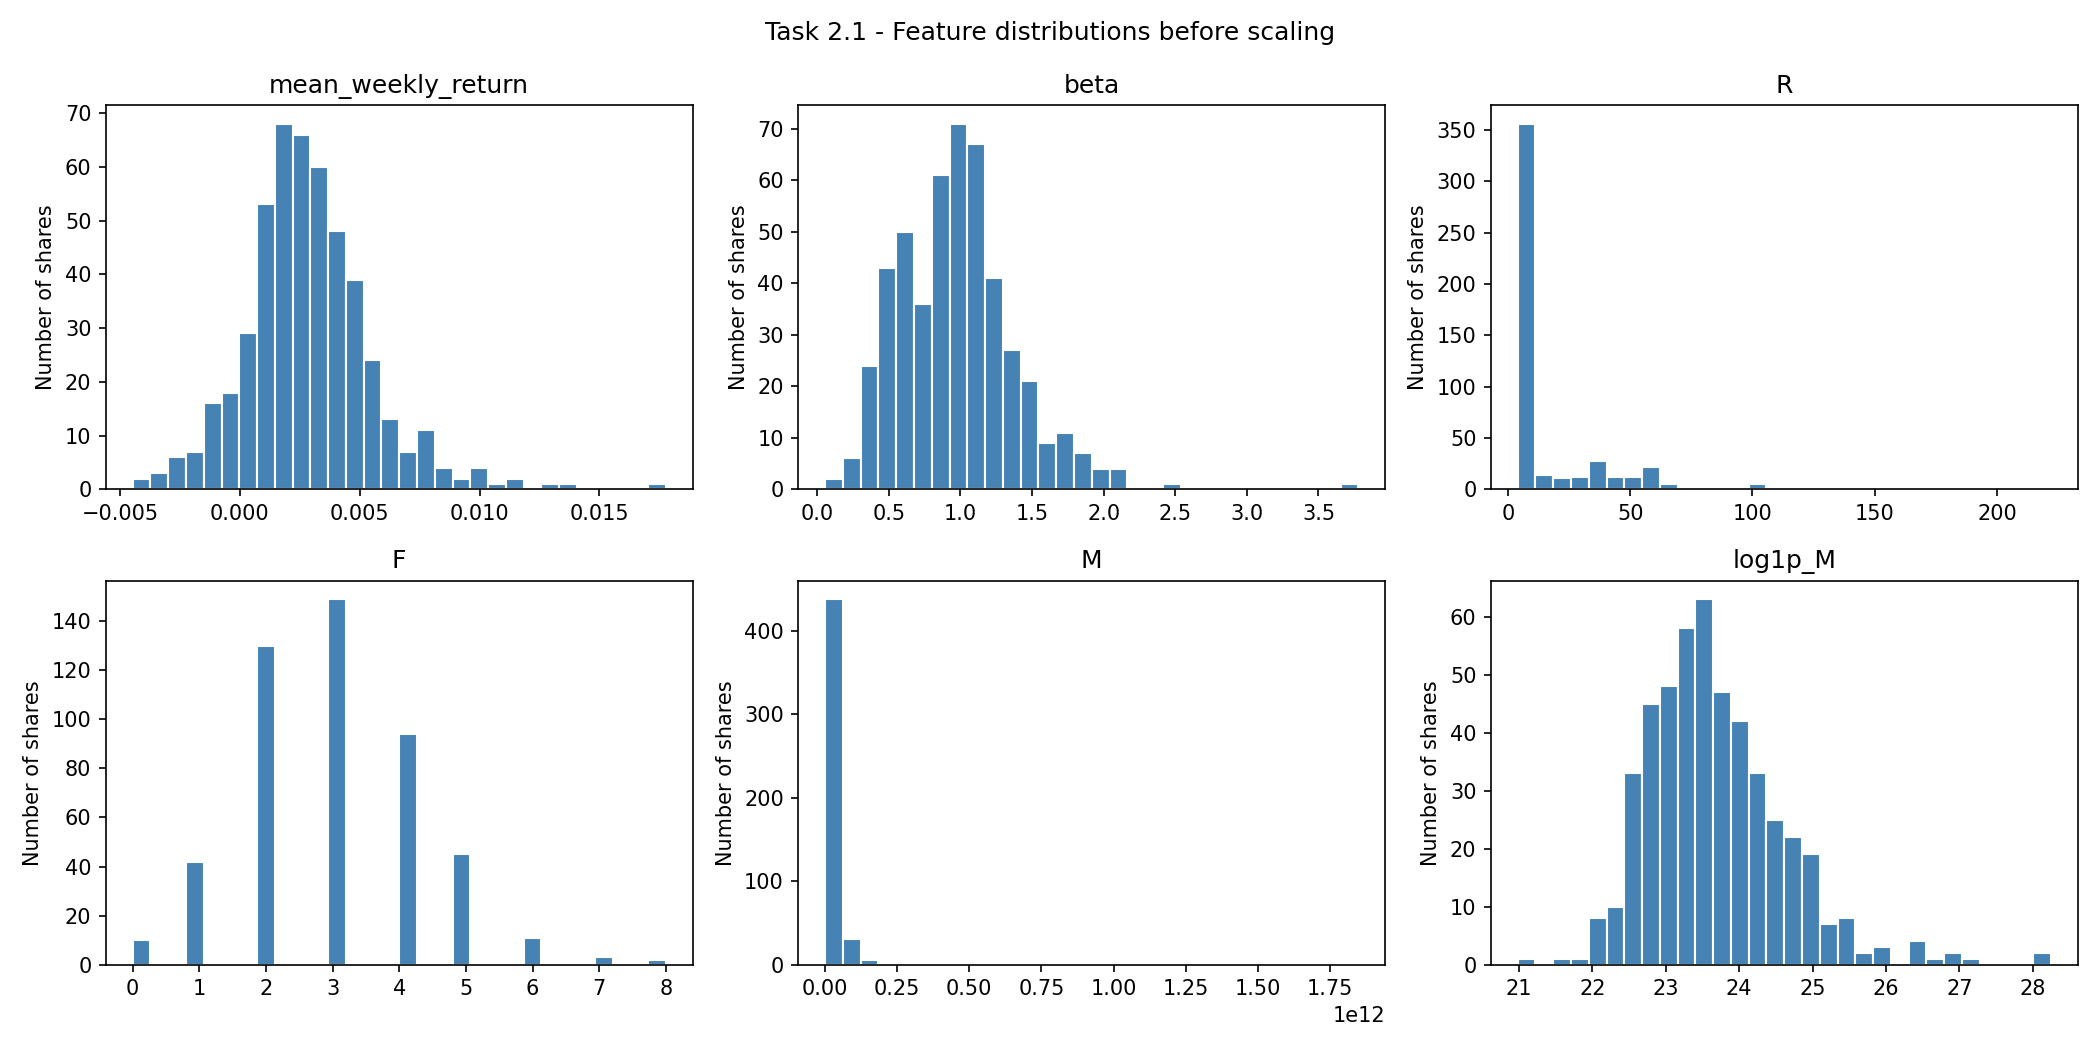 Task 2.1 - Feature distributions before scaling
mean_weekly_return
Number of shares
70
60
50
40
30
20
10
0
−0.005 0.000 0.005 0.010 0.015
beta
Number of shares
70
60
50
40
30
20
10
0
0.0 0.5 1.0 1.5 2.0 2.5 3.0 3.5
R
Number of shares
350
300
250
200
150
100
50
0
0 50 100 150 200
F
Number of shares
140
120
100
80
60
40
20
0
0 1 2 3 4 5 6 7 8
M
Number of shares
400
300
200
100
0
0.00 0.25 0.50 0.75 1.00 1.25 1.50 1.75
1e12
log1p_M
Number of shares
60
50
40
30
20
10
0
21 22 23 24 25 26 27 28